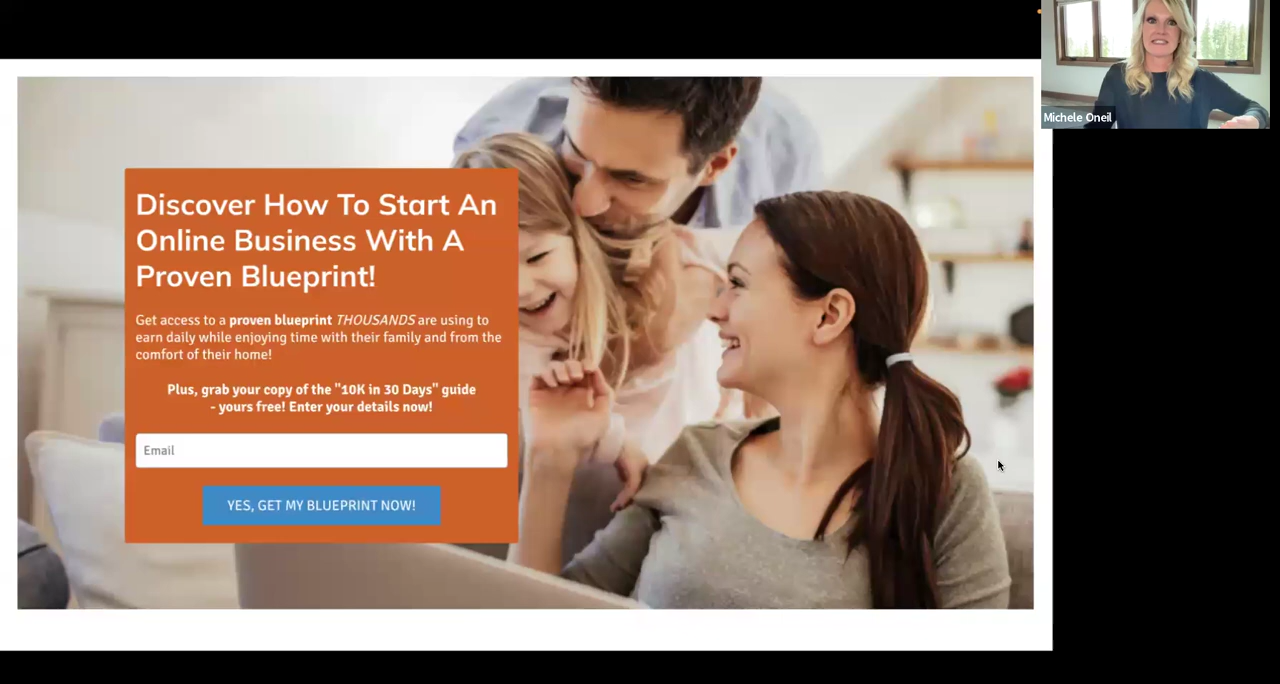 Michele Oneil
Discover How To Start An
Online Business With A
Proven Blueprint!
Get access to a proven blueprint THOUSANDS are using to
earn daily while enjoying time with their family and from the
comfort of their home!
Plus, grab your copy of the "10K in 30 Days" guide
- yours free! Enter your details now!
Email
YES, GET MY BLUEPRINT NOW!